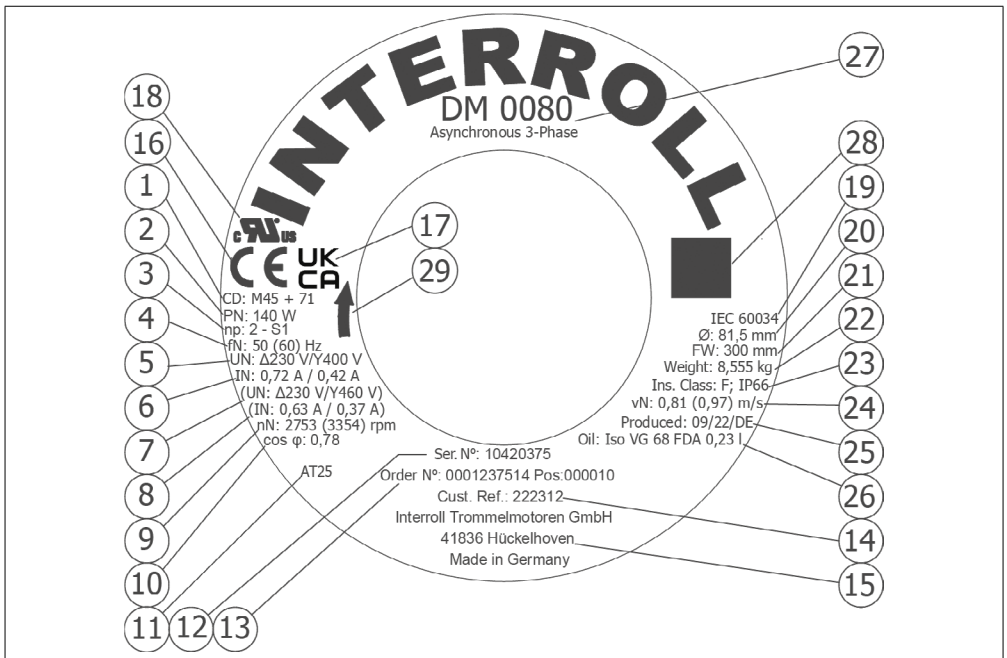 INTERROLL
DM 0080
Asynchronous 3-Phase
27
18
16
1
2
3
4
5
6
7
8
9
10
11
12
13
17
29
28
19
20
21
22
23
24
25
26
14
15
c RU US
CE
UK
CA
CD: M45 + 71
PN: 140 W
np: 2 - S1
fN: 50 (60) Hz
UN: Δ230 V/Y400 V
IN: 0,72 A / 0,42 A
(UN: Δ230 V/Y460 V)
(IN: 0,63 A / 0,37 A)
nN: 2753 (3354) rpm
cos φ: 0,78
AT25
IEC 60034
Ø: 81,5 mm
FW: 300 mm
Weight: 8,555 kg
Ins. Class: F; IP66
vN: 0,81 (0,97) m/s
Produced: 09/22/DE
Oil: Iso VG 68 FDA 0,23 l
Ser. Nº: 10420375
Order Nº: 0001237514 Pos:000010
Cust. Ref.: 222312
Interroll Trommelmotoren GmbH
41836 Hückelhoven
Made in Germany